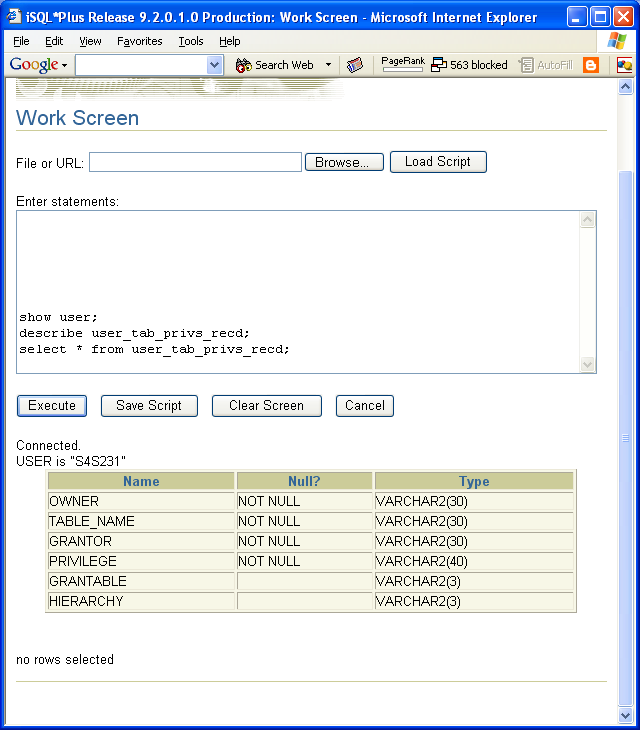 iSQL*Plus Release 9.2.0.1.0 Production: Work Screen - Microsoft Internet Explorer
File Edit View Favorites Tools Help
Google Search Web PageRank 563 blocked AutoFill
Work Screen
File or URL: Browse... Load Script
Enter statements:
show user;
describe user_tab_privs_recd;
select * from user_tab_privs_recd;
Execute Save Script Clear Screen Cancel
Connected.
USER is "S4S231"
Name Null? Type
OWNER NOT NULL VARCHAR2(30)
TABLE_NAME NOT NULL VARCHAR2(30)
GRANTOR NOT NULL VARCHAR2(30)
PRIVILEGE NOT NULL VARCHAR2(40)
GRANTABLE VARCHAR2(3)
HIERARCHY VARCHAR2(3)
no rows selected